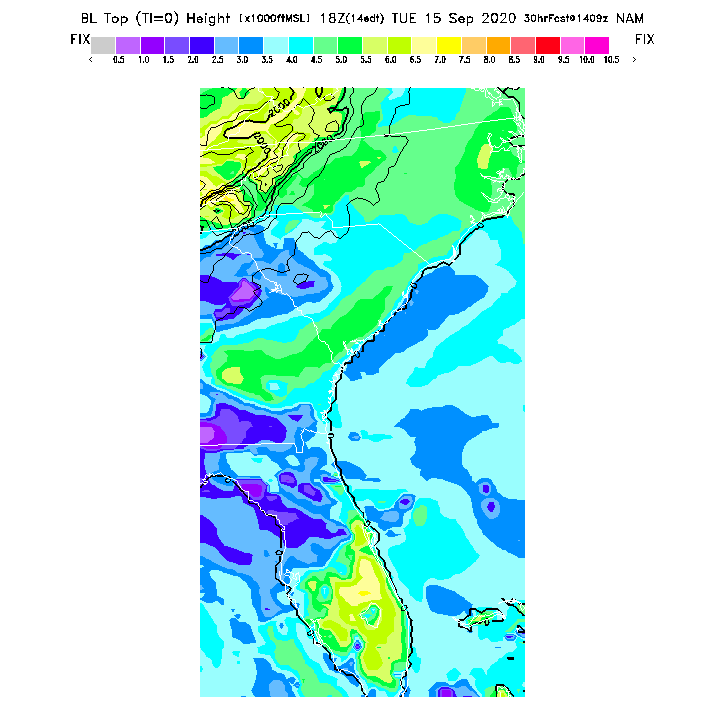 BL Top (TI=0) Height [x1000ftMSL] 18Z(14edt) TUE 15 Sep 2020 30hrFcst@1409z NAM
FIX FIX
< 0.5 1.0 1.5 2.0 2.5 3.0 3.5 4.0 4.5 5.0 5.5 6.0 6.5 7.0 7.5 8.0 8.5 9.0 9.5 10.0 10.5 >
2000
2000
2000